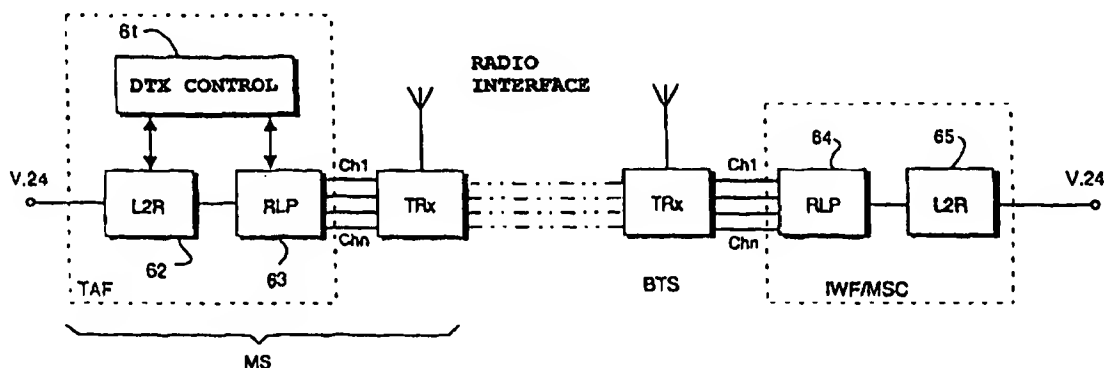 61
DTX CONTROL
RADIO
INTERFACE
64
65
V.24
L2R
RLP
Ch1
Chn
TRx
TRx
Ch1
Chn
RLP
L2R
V.24
62
63
TAF
BTS
IWF/MSC
MS